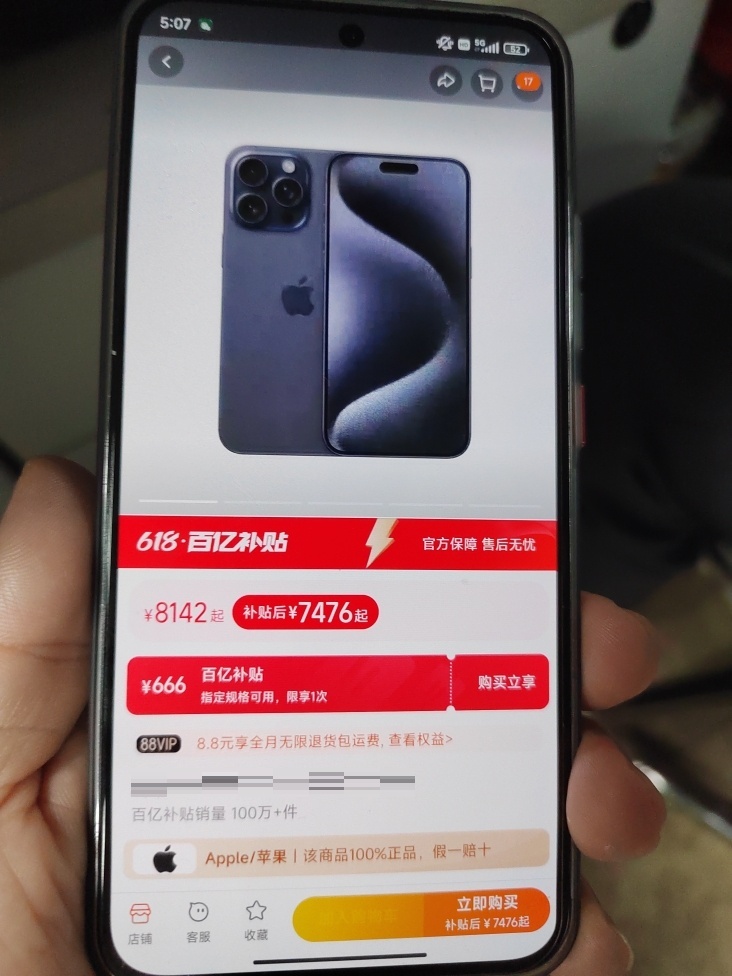 5:07
HD 5G 52
17
618·百亿补贴
官方保障 售后无忧
¥8142起 补贴后¥7476起
¥666 百亿补贴
指定规格可用，限享1次
购买立享
88VIP 8.8元享全月无限退货包运费, 查看权益>
百亿补贴销量 100万+件
Apple/苹果 | 该商品100%正品，假一赔十
店铺
客服
收藏
立即购买
补贴后¥7476起